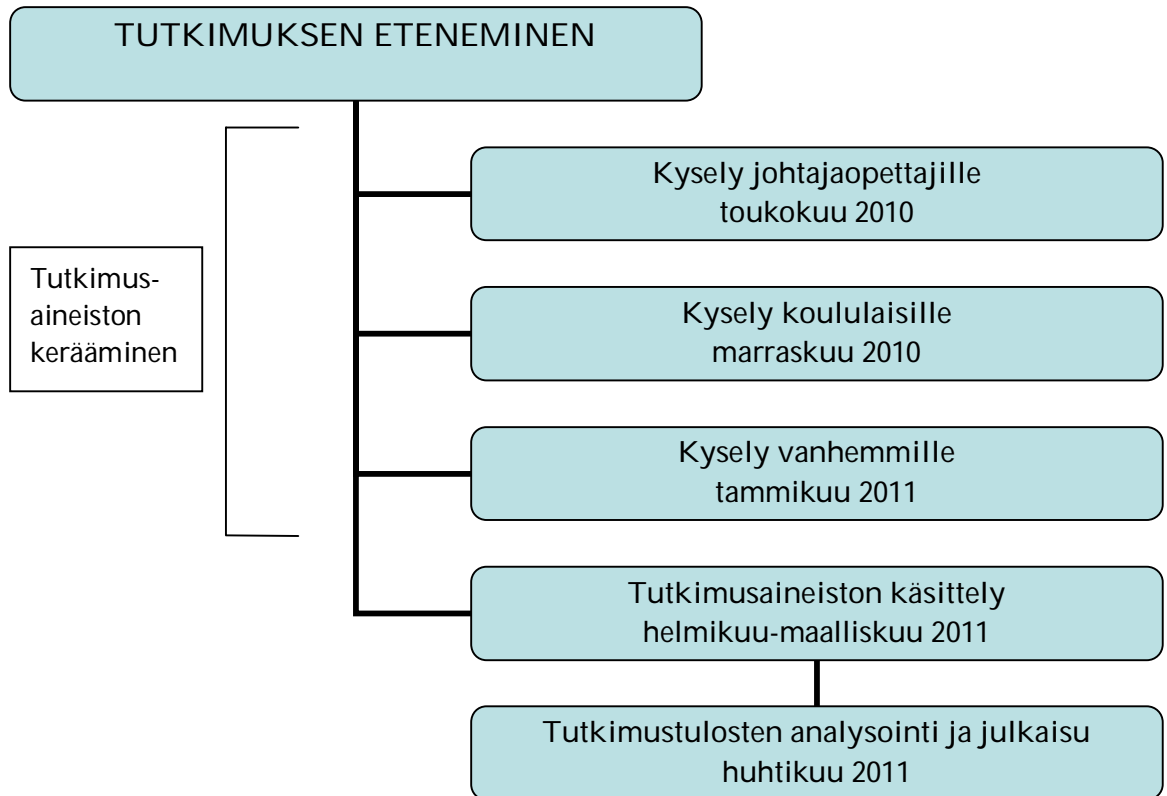 TUTKIMUKSEN ETENEMINEN
Tutkimus-
aineiston
kerääminen
Kysely johtajaopettajille
toukokuu 2010
Kysely koululaisille
marraskuu 2010
Kysely vanhemmille
tammikuu 2011
Tutkimusaineiston käsittely
helmikuu-maalliskuu 2011
Tutkimustulosten analysointi ja julkaisu
huhtikuu 2011